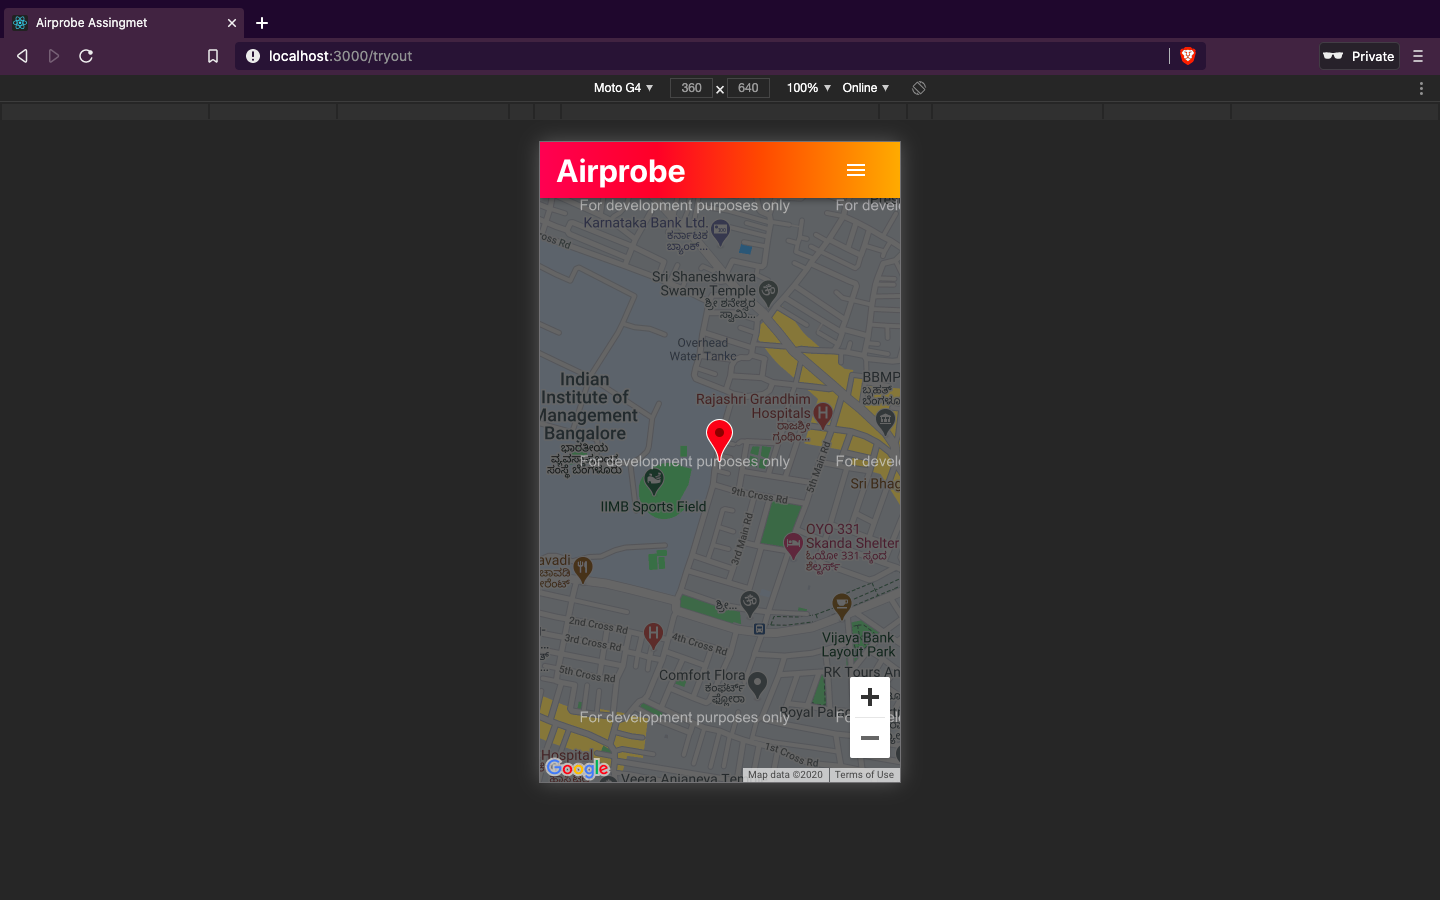 Airprobe Assingmet
localhost:3000/tryout
Private
Moto G4
360
640
100%
Online
Airprobe
For development purposes only
For devel
Karnataka Bank Ltd.
ಕರ್ನಾಟಕ
ಬ್ಯಾಂಕ್...
ross Rd
Sri Shaneshwara
Swamy Temple
ಶ್ರೀ ಶನೇಶ್ವರ
ಸ್ವಾಮಿ...
Overhead
Water Tankc
Indian
Institute of
Management
Bangalore
ಭಾರತೀಯ
ವ್ಯವಸ್ಥಾಪನಾ
ಸಂಸ್ಥೆ ಬೆಂಗಳೂರು
BBMP
ಬೃಹತ್
ಬೆಂಗಳೂ
Rajashri Grandhim
Hospitals
ರಾಜಶ್ರೀ
ಗ್ರಂಥಿಂ...
For development purposes only
For devel
5th Main Rd
Sri Bhag
9th Cross Rd
IIMB Sports Field
3rd Main Rd
OYO 331
Skanda Shelter
ಓಯೋ 331 ಸ್ಕಂದ
ಶೆಲ್ಟರ್ಸ್
avadi
ಚಾವಡಿ
ಶ್ರೀ...
2nd Cross Rd
3rd Cross Rd
4th Cross Rd
5th Cross Rd
Vijaya Bank
Layout Park
RK Tours An
Comfort Flora
ಕಂಫರ್ಟ್
ಫ್ಲೋರಾ
For development purposes only
1st Cross Rd
Hospital
Google
Veera Anjaneya Tem
Map data ©2020
Terms of Use